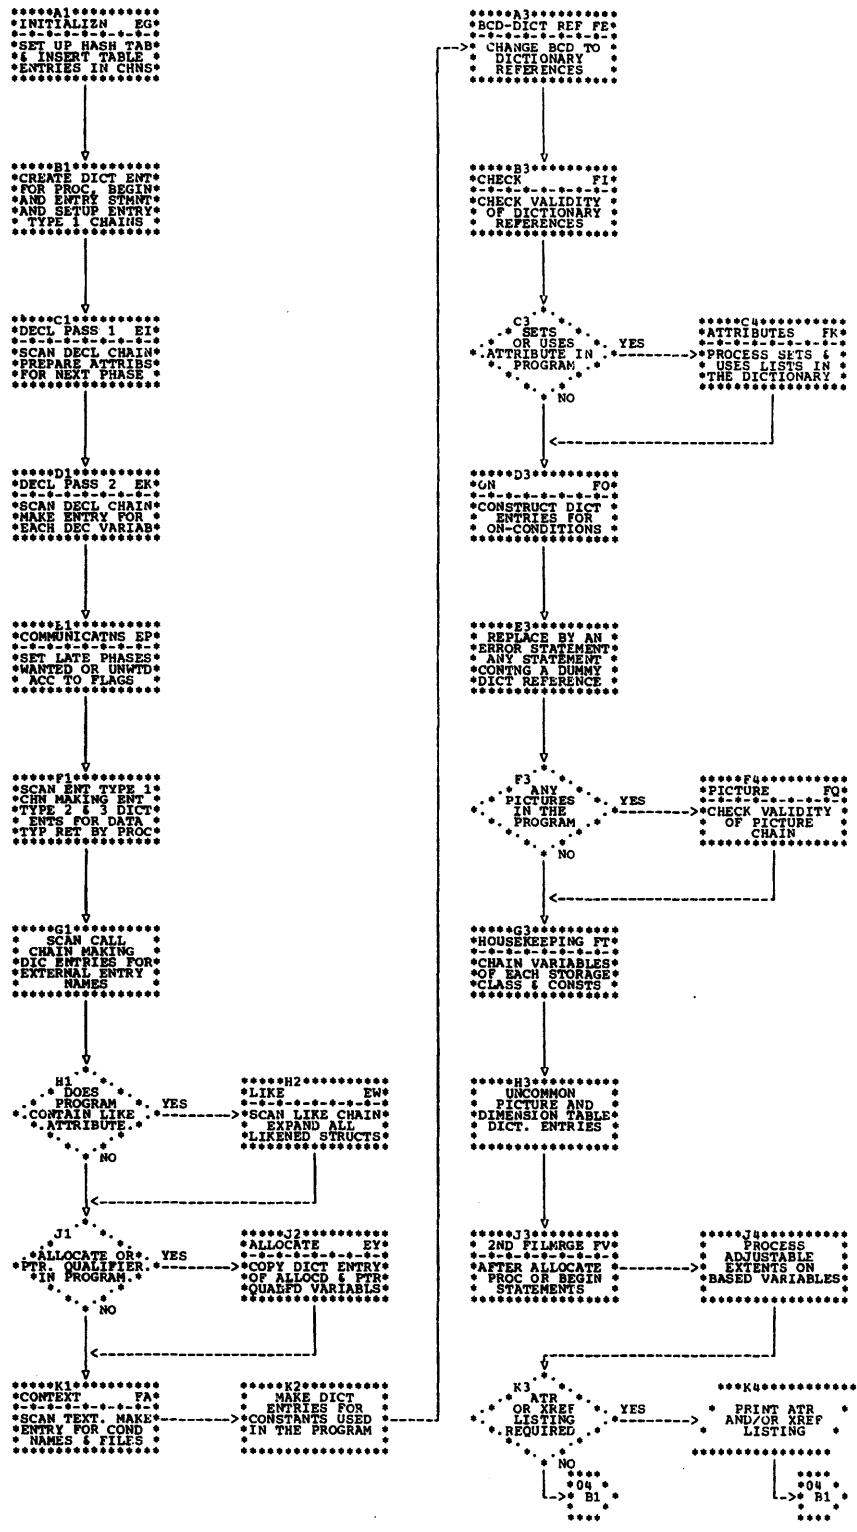 A1
INITIALIZN EG
SET UP HASH TAB
& INSERT TABLE
ENTRIES IN CHNS
B1
CREATE DICT ENT
FOR PROC, BEGIN
AND ENTRY STMNT
AND SETUP ENTRY
TYPE 1 CHAINS
C1
DECL PASS 1 EI
SCAN DECL CHAIN
PREPARE ATTRIBS
FOR NEXT PHASE
D1
DECL PASS 2 EK
SCAN DECL CHAIN
MAKE ENTRY FOR
EACH DEC VARIAB
E1
COMMUNICATNS EP
SET LATE PHASES
WANTED OR UNWTD
ACC TO FLAGS
F1
SCAN ENT TYPE 1
CHN MAKING ENT
TYPE 2 & 3 DICT
ENTS FOR DATA
TYP RET BY PROC
G1
SCAN CALL
CHAIN MAKING
DIC ENTRIES FOR
EXTERNAL ENTRY
NAMES
H1
DOES
PROGRAM
CONTAIN LIKE
ATTRIBUTE
YES
NO
H2
LIKE EW
SCAN LIKE CHAIN
EXPAND ALL
LIKENED STRUCTS
J1
ALLOCATE OR
PTR. QUALIFIER
IN PROGRAM
YES
NO
J2
ALLOCATE EY
COPY DICT ENTRY
OF ALLOCD & PTR
QUALFD VARIABLS
K1
CONTEXT FA
SCAN TEXT. MAKE
ENTRY FOR COND
NAMES & FILES
K2
MAKE DICT
ENTRIES FOR
CONSTANTS USED
IN THE PROGRAM
A3
BCD-DICT REF FE
CHANGE BCD TO
DICTIONARY
REFERENCES
B3
CHECK FI
CHECK VALIDITY
OF DICTIONARY
REFERENCES
C3
SETS
OR USES
ATTRIBUTE IN
PROGRAM
YES
NO
C4
ATTRIBUTES FK
PROCESS SETS &
USES LISTS IN
THE DICTIONARY
D3
ON FO
CONSTRUCT DICT
ENTRIES FOR
ON-CONDITIONS
E3
REPLACE BY AN
ERROR STATEMENT
ANY STATEMENT
CONTNG A DUMMY
DICT REFERENCE
F3
ANY
PICTURES
IN THE
PROGRAM
YES
NO
F4
PICTURE FQ
CHECK VALIDITY
OF PICTURE
CHAIN
G3
HOUSEKEEPING FT
CHAIN VARIABLES
OF EACH STORAGE
CLASS & CONSTS
H3
UNCOMMON
PICTURE AND
DIMENSION TABLE
DICT. ENTRIES
J3
2ND FILMRGE FV
AFTER ALLOCATE
PROC OR BEGIN
STATEMENTS
J4
PROCESS
ADJUSTABLE
EXTENTS ON
BASED VARIABLES
K3
ATR
OR XREF
LISTING
REQUIRED
YES
NO
K4
PRINT ATR
AND/OR XREF
LISTING
04
B1
04
B1